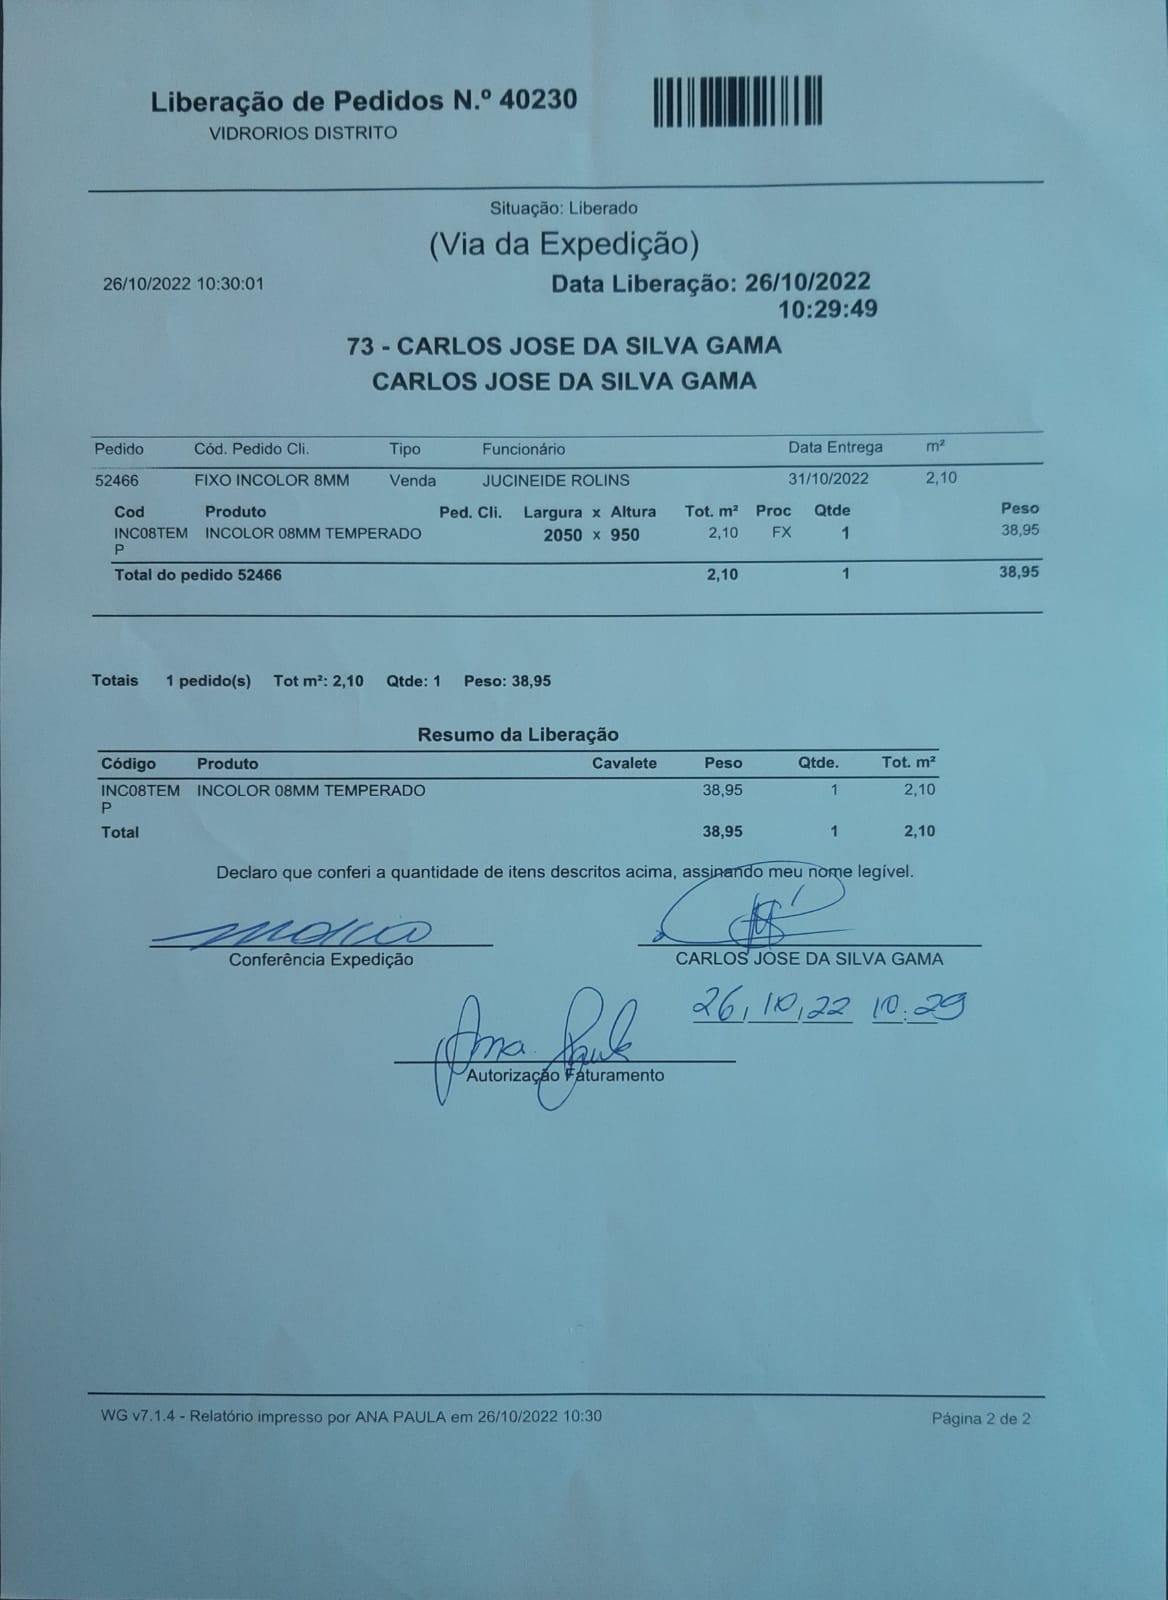 Liberação de Pedidos N.º 40230
VIDRORIOS DISTRITO
Situação: Liberado
(Via da Expedição)
26/10/2022 10:30:01
Data Liberação: 26/10/2022
10:29:49
73 - CARLOS JOSE DA SILVA GAMA
CARLOS JOSE DA SILVA GAMA
Pedido Cód. Pedido Cli. Tipo Funcionário Data Entrega m²
52466 FIXO INCOLOR 8MM Venda JUCINEIDE ROLINS 31/10/2022 2,10
Cod Produto Ped. Cli. Largura x Altura Tot. m² Proc Qtde Peso
INC08TEM INCOLOR 08MM TEMPERADO 2050 x 950 2,10 FX 1 38,95
P
Total do pedido 52466 2,10 1 38,95
Totais 1 pedido(s) Tot m²: 2,10 Qtde: 1 Peso: 38,95
Resumo da Liberação
Código Produto Cavalete Peso Qtde. Tot. m²
INC08TEM INCOLOR 08MM TEMPERADO 38,95 1 2,10
P
Total 38,95 1 2,10
Declaro que conferi a quantidade de itens descritos acima, assinando meu nome legível.
Conferência Expedição CARLOS JOSE DA SILVA GAMA
26,10,22 10:29
Ana Paula
Autorização Faturamento
WG v7.1.4 - Relatório impresso por ANA PAULA em 26/10/2022 10:30 Página 2 de 2